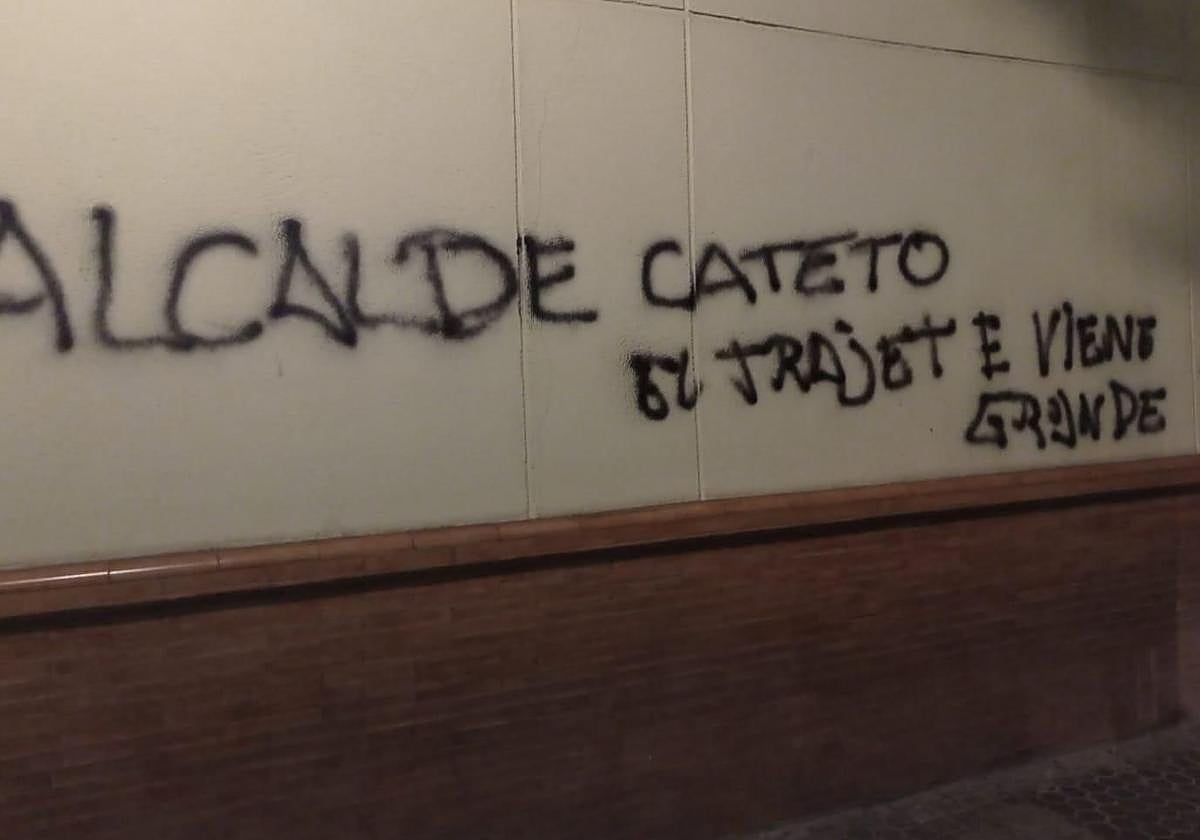 ALCALDE CATETO
EL TRAJET E VIENE
GRANDE